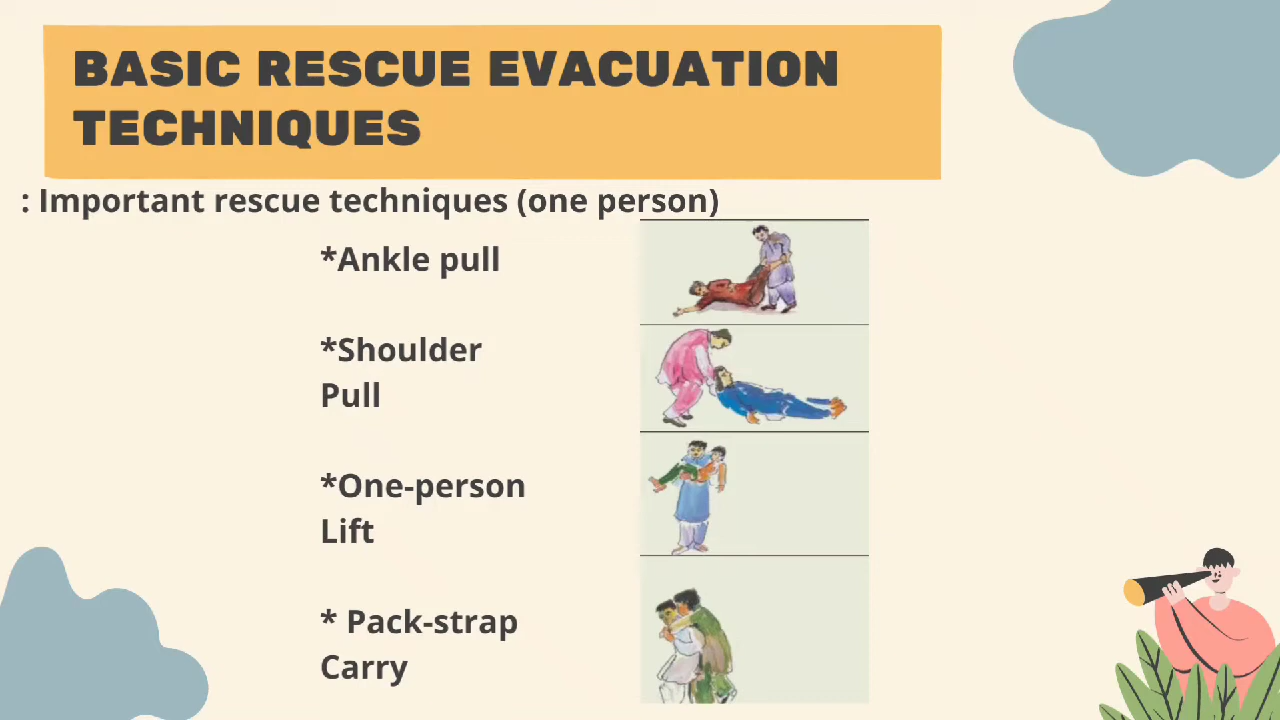 BASIC RESCUE EVACUATION
TECHNIQUES
: Important rescue techniques (one person)
*Ankle pull
*Shoulder
Pull
*One-person
Lift
* Pack-strap
Carry